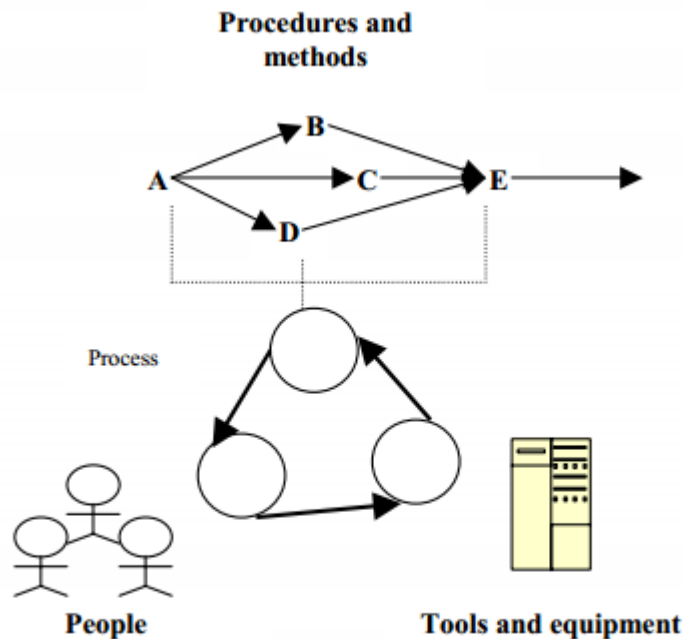 Procedures and
methods
B
A
C
E
D
Process
People
Tools and equipment